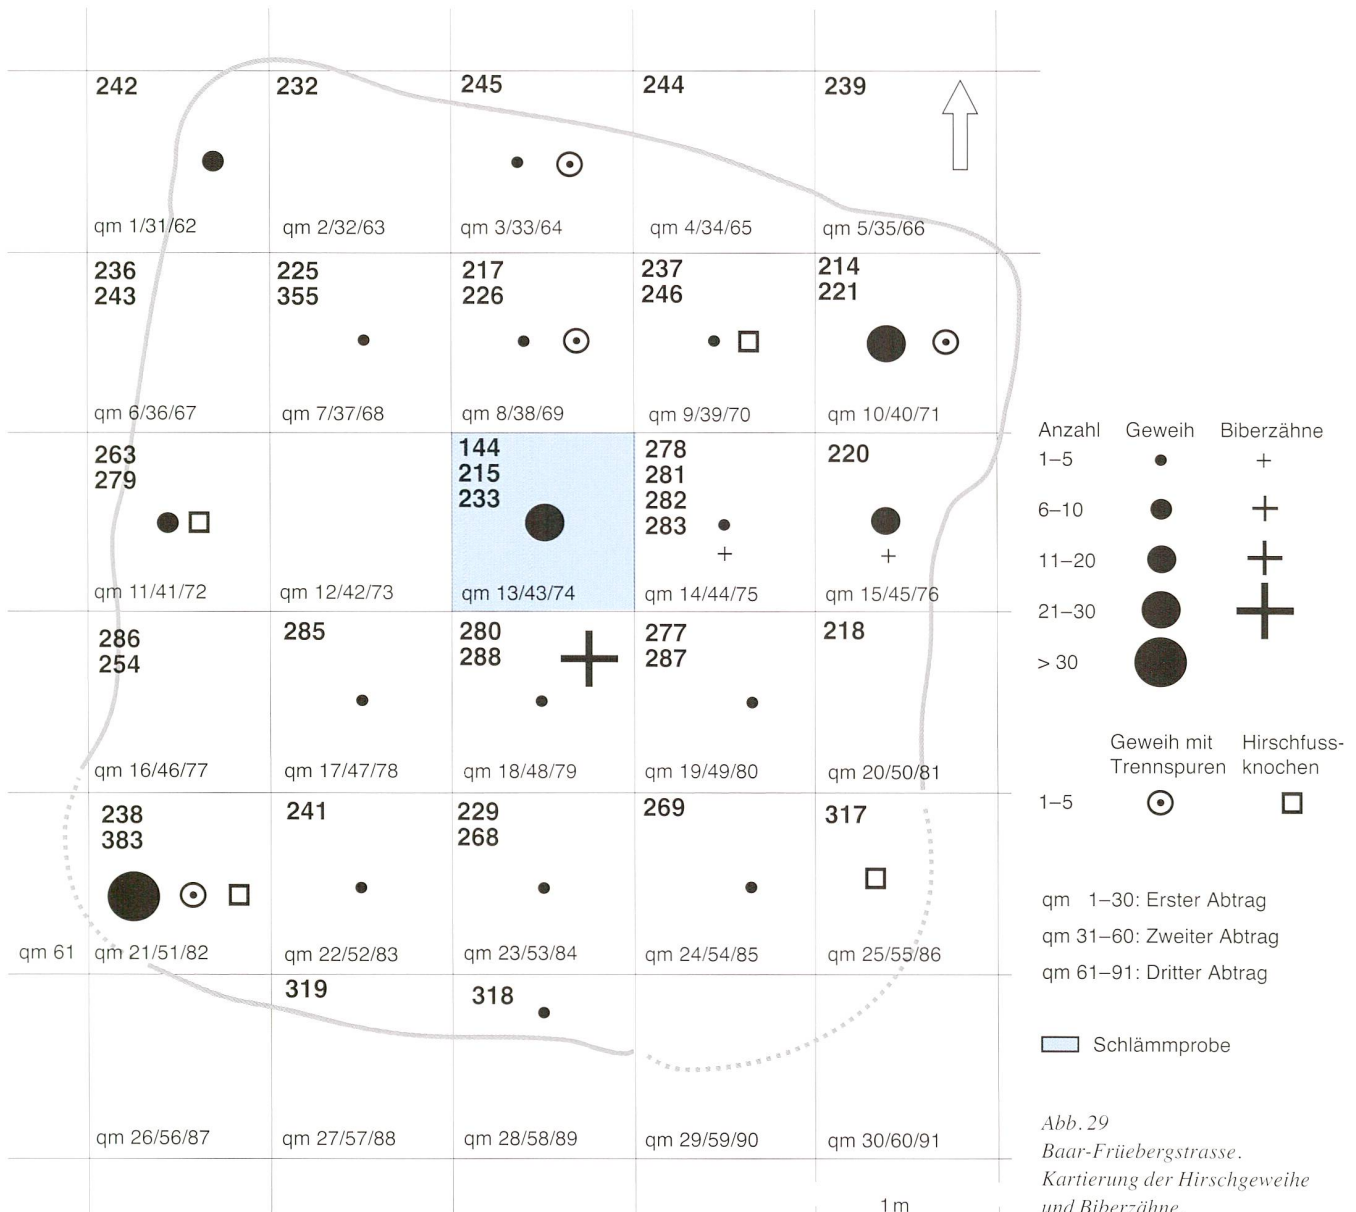 242
232
245
244
239
qm 1/31/62
qm 2/32/63
qm 3/33/64
qm 4/34/65
qm 5/35/66
236
243
225
355
217
226
237
246
214
221
qm 6/36/67
qm 7/37/68
qm 8/38/69
qm 9/39/70
qm 10/40/71
263
279
144
215
233
278
281
282
283
220
qm 11/41/72
qm 12/42/73
qm 13/43/74
qm 14/44/75
qm 15/45/76
286
254
285
280
288
277
287
218
qm 16/46/77
qm 17/47/78
qm 18/48/79
qm 19/49/80
qm 20/50/81
238
383
241
229
268
269
317
qm 61
qm 21/51/82
qm 22/52/83
qm 23/53/84
qm 24/54/85
qm 25/55/86
319
318
qm 26/56/87
qm 27/57/88
qm 28/58/89
qm 29/59/90
qm 30/60/91
1 m
Anzahl Geweih Biberzähne
1–5
6–10
11–20
21–30
> 30
Geweih mit Trennspuren
Hirschfuss-
knochen
1–5
qm 1–30: Erster Abtrag
qm 31–60: Zweiter Abtrag
qm 61–91: Dritter Abtrag
Schlämmprobe
Abb. 29
Baar-Früebergstrasse.
Kartierung der Hirschgeweihe
und Biberzähne